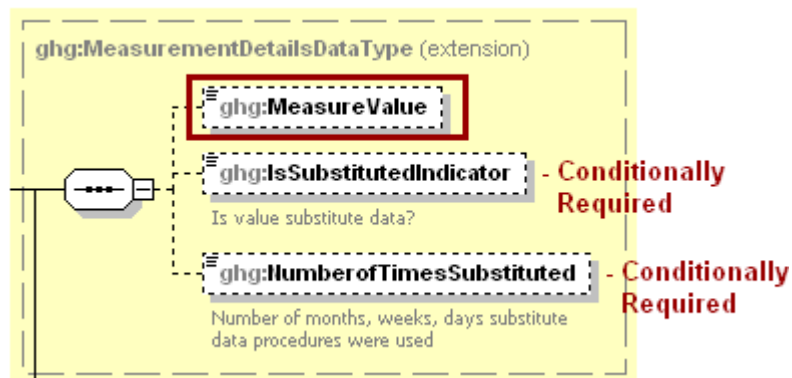 ghg:MeasurementDetailsDataType (extension)
ghg:MeasureValue
ghg:IsSubstitutedIndicator
- Conditionally
Required
Is value substitute data?
ghg:NumberofTimesSubstituted
- Conditionally
Required
Number of months, weeks, days substitute
data procedures were used